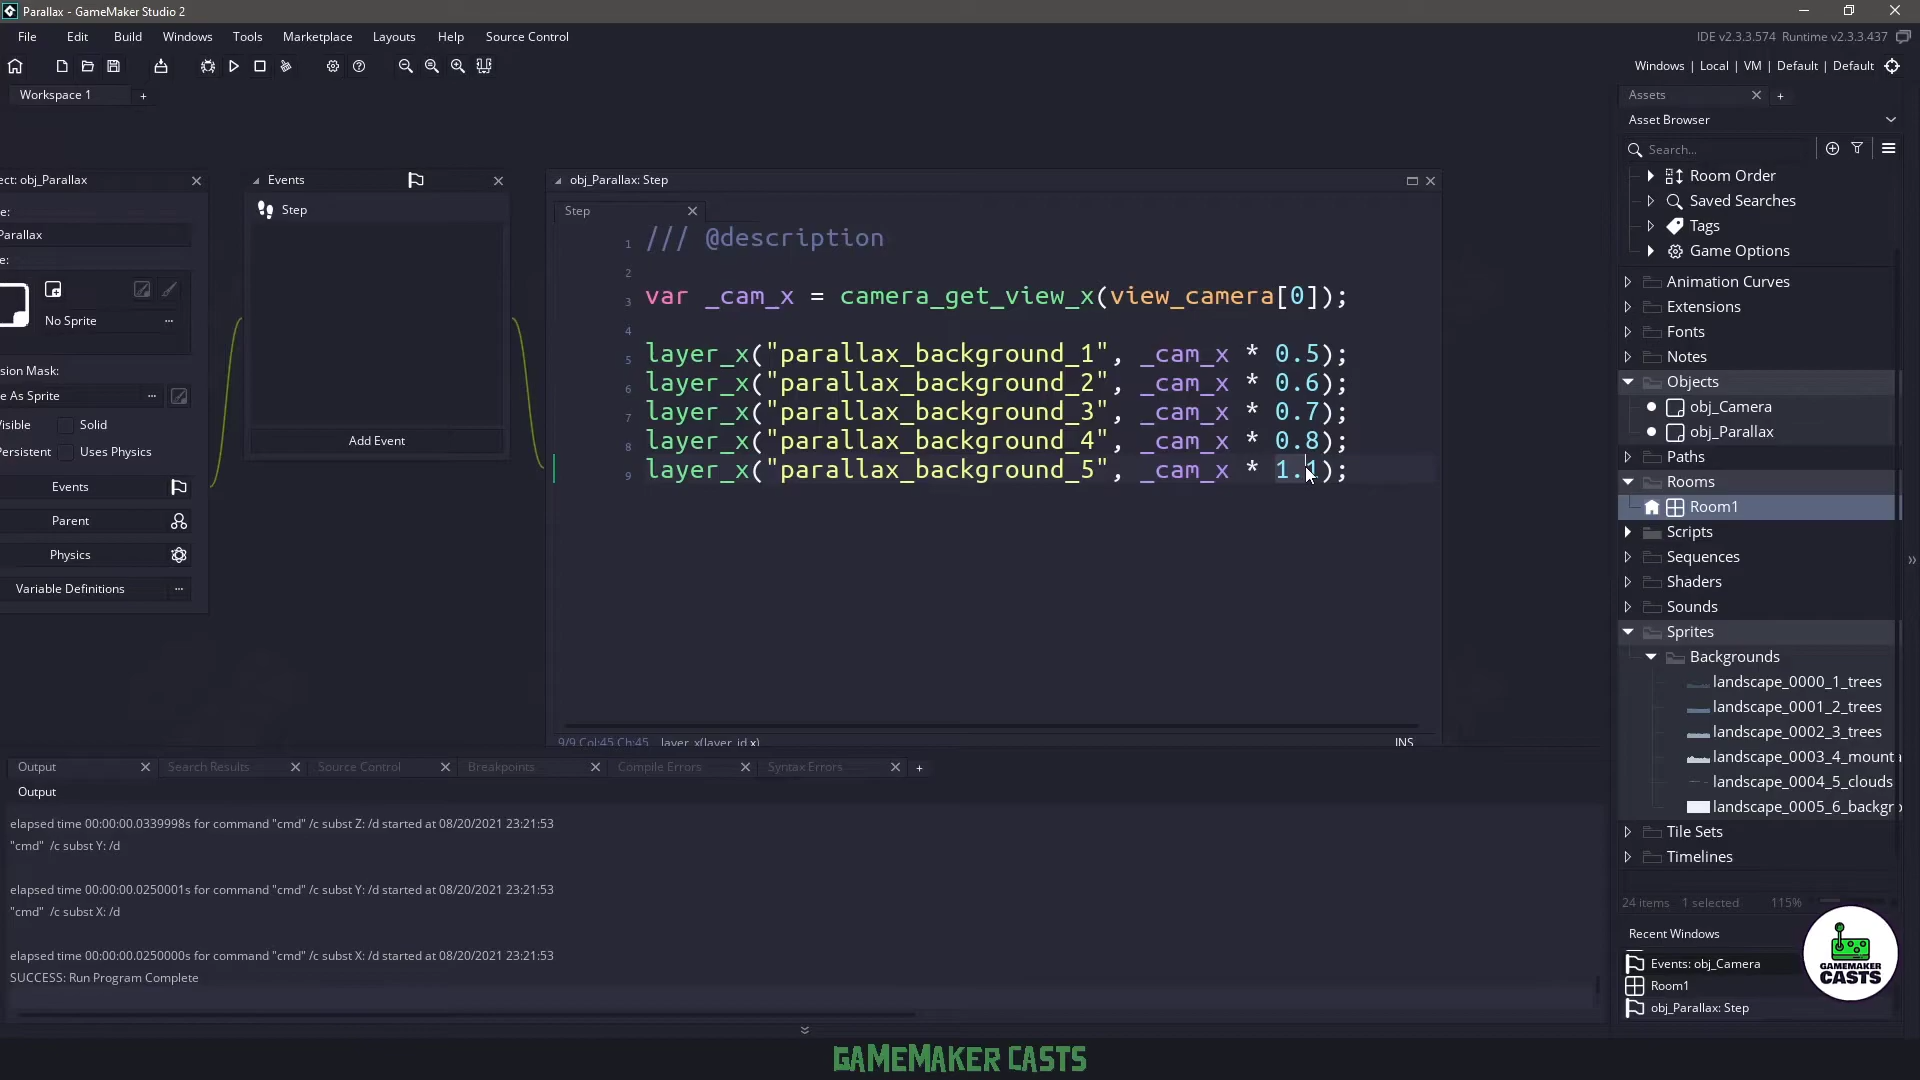 Parallax - GameMaker Studio 2
File Edit Build Windows Tools Marketplace Layouts Help Source Control
IDE v2.3.3.574 Runtime v2.3.3.437
Windows | Local | VM | Default | Default
Workspace 1 +
Assets
Asset Browser
Search...
Room Order
Saved Searches
Tags
Game Options
Animation Curves
Extensions
Fonts
Notes
Objects
obj_Camera
obj_Parallax
Paths
Rooms
Room1
Scripts
Sequences
Shaders
Sounds
Sprites
Backgrounds
landscape_0000_1_trees
landscape_0001_2_trees
landscape_0002_3_trees
landscape_0003_4_mounta
landscape_0004_5_clouds
landscape_0005_6_backgro
Tile Sets
Timelines
24 items 1 selected 115%
Recent Windows
Events: obj_Camera
Room1
obj_Parallax: Step
ect: obj_Parallax
e:
Parallax
e:
No Sprite
sion Mask:
e As Sprite
isible Solid
ersistent Uses Physics
Events
Parent
Physics
Variable Definitions
Events
Step
Add Event
obj_Parallax: Step
Step
1 /// @description
2
3 var _cam_x = camera_get_view_x(view_camera[0]);
4
5 layer_x("parallax_background_1", _cam_x * 0.5);
6 layer_x("parallax_background_2", _cam_x * 0.6);
7 layer_x("parallax_background_3", _cam_x * 0.7);
8 layer_x("parallax_background_4", _cam_x * 0.8);
9 layer_x("parallax_background_5", _cam_x * 1.1);
9/9 Col:45 Ch:45 layer_x(layer_id,x) INS
Output Search Results Source Control Breakpoints Compile Errors Syntax Errors +
Output
elapsed time 00:00:00.0339998s for command "cmd" /c subst Z: /d started at 08/20/2021 23:21:53
"cmd" /c subst Y: /d
elapsed time 00:00:00.0250001s for command "cmd" /c subst Y: /d started at 08/20/2021 23:21:53
"cmd" /c subst X: /d
elapsed time 00:00:00.0250000s for command "cmd" /c subst X: /d started at 08/20/2021 23:21:53
SUCCESS: Run Program Complete
GAMEMAKER
CASTS
GAMEMAKER CASTS